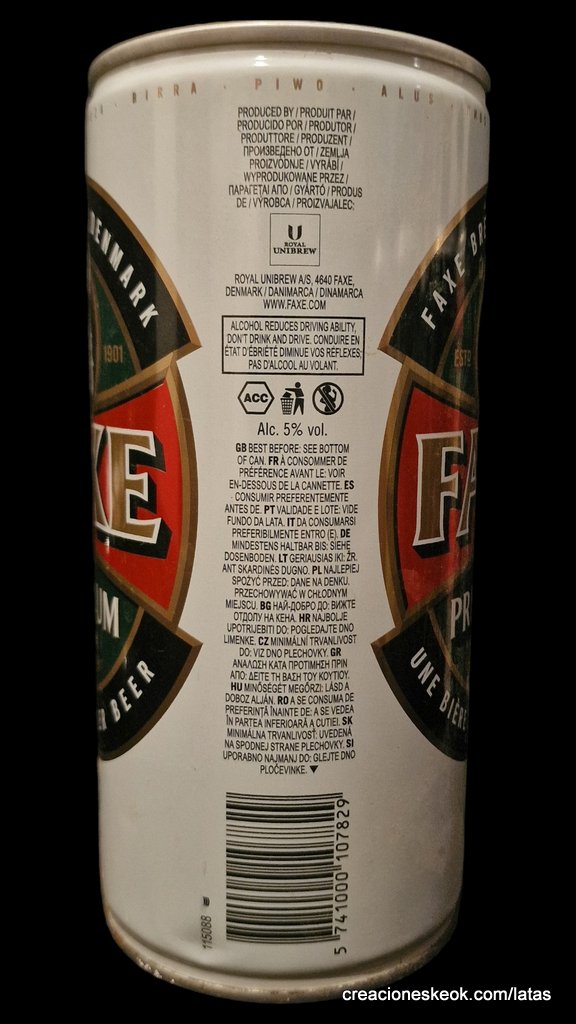 BIRRA · PIWO · ALUS
PRODUCED BY / PRODUIT PAR /
PRODUCIDO POR / PRODUTOR /
PRODUTTORE / PRODUZENT /
ПРОИЗВЕДЕНО ОТ / ZEMLJA
PROIZVODNJE / VYRÁBÍ /
WYPRODUKOWANE PRZEZ /
ΠΑΡΑΓΕΤΑΙ ΑΠΟ / GYÁRTÓ / PRODUS
DE / VÝROBCA / PROIZVAJALEC:
ROYAL
UNIBREW
ROYAL UNIBREW A/S, 4640 FAXE,
DENMARK / DANIMARCA / DINAMARCA
WWW.FAXE.COM
ALCOHOL REDUCES DRIVING ABILITY,
DON'T DRINK AND DRIVE. CONDUIRE EN
ÉTAT D'ÉBRIÉTÉ DIMINUE VOS RÉFLEXES;
PAS D'ALCOOL AU VOLANT.
ACC
Alc. 5% vol.
GB BEST BEFORE: SEE BOTTOM
OF CAN. FR À CONSOMMER DE
PRÉFÉRENCE AVANT LE: VOIR
EN-DESSOUS DE LA CANNETTE. ES
CONSUMIR PREFERENTEMENTE
ANTES DE. PT VALIDADE E LOTE: VIDE
FUNDO DA LATA. IT DA CONSUMARSI
PREFERIBILMENTE ENTRO (E). DE
MINDESTENS HALTBAR BIS: SIEHE
DOSENBODEN. LT GERIAUSIAS IKI: ŽR.
ANT SKARDINĖS DUGNO. PL NAJLEPIEJ
SPOŻYĆ PRZED: DANE NA DENKU.
PRZECHOWYWAĆ W CHŁODNYM
MIEJSCU. BG НАЙ-ДОБРО ДО: ВИЖТЕ
ОТДОЛУ НА КЕНА. HR NAJBOLJE
UPOTRIJEBITI DO: POGLEDAJTE DNO
LIMENKE. CZ MINIMÁLNÍ TRVANLIVOST
DO: VIZ DNO PLECHOVKY. GR
ΑΝΑΛΩΣΗ ΚΑΤΑ ΠΡΟΤΙΜΗΣΗ ΠΡΙΝ
ΑΠΟ: ΔΕΙΤΕ ΤΗ ΒΑΣΗ ΤΟΥ ΚΟΥΤΙΟΥ.
HU MINŐSÉGÉT MEGŐRZI: LÁSD A
DOBOZ ALJÁN. RO A SE CONSUMA DE
PREFERINȚĂ ÎNAINTE DE: A SE VEDEA
ÎN PARTEA INFERIOARĂ A CUTIEI. SK
MINIMÁLNA TRVANLIVOSŤ: UVEDENÁ
NA SPODNEJ STRANE PLECHOVKY. SI
UPORABNO NAJMANJ DO: GLEJTE DNO
PLOČEVINKE.
5 741000 107829
115088
DENMARK
1901
XE
UM
BEER
FAXE BRE
ESTD
FA
PR
UNE BIÈRE
creacioneskeok.com/latas